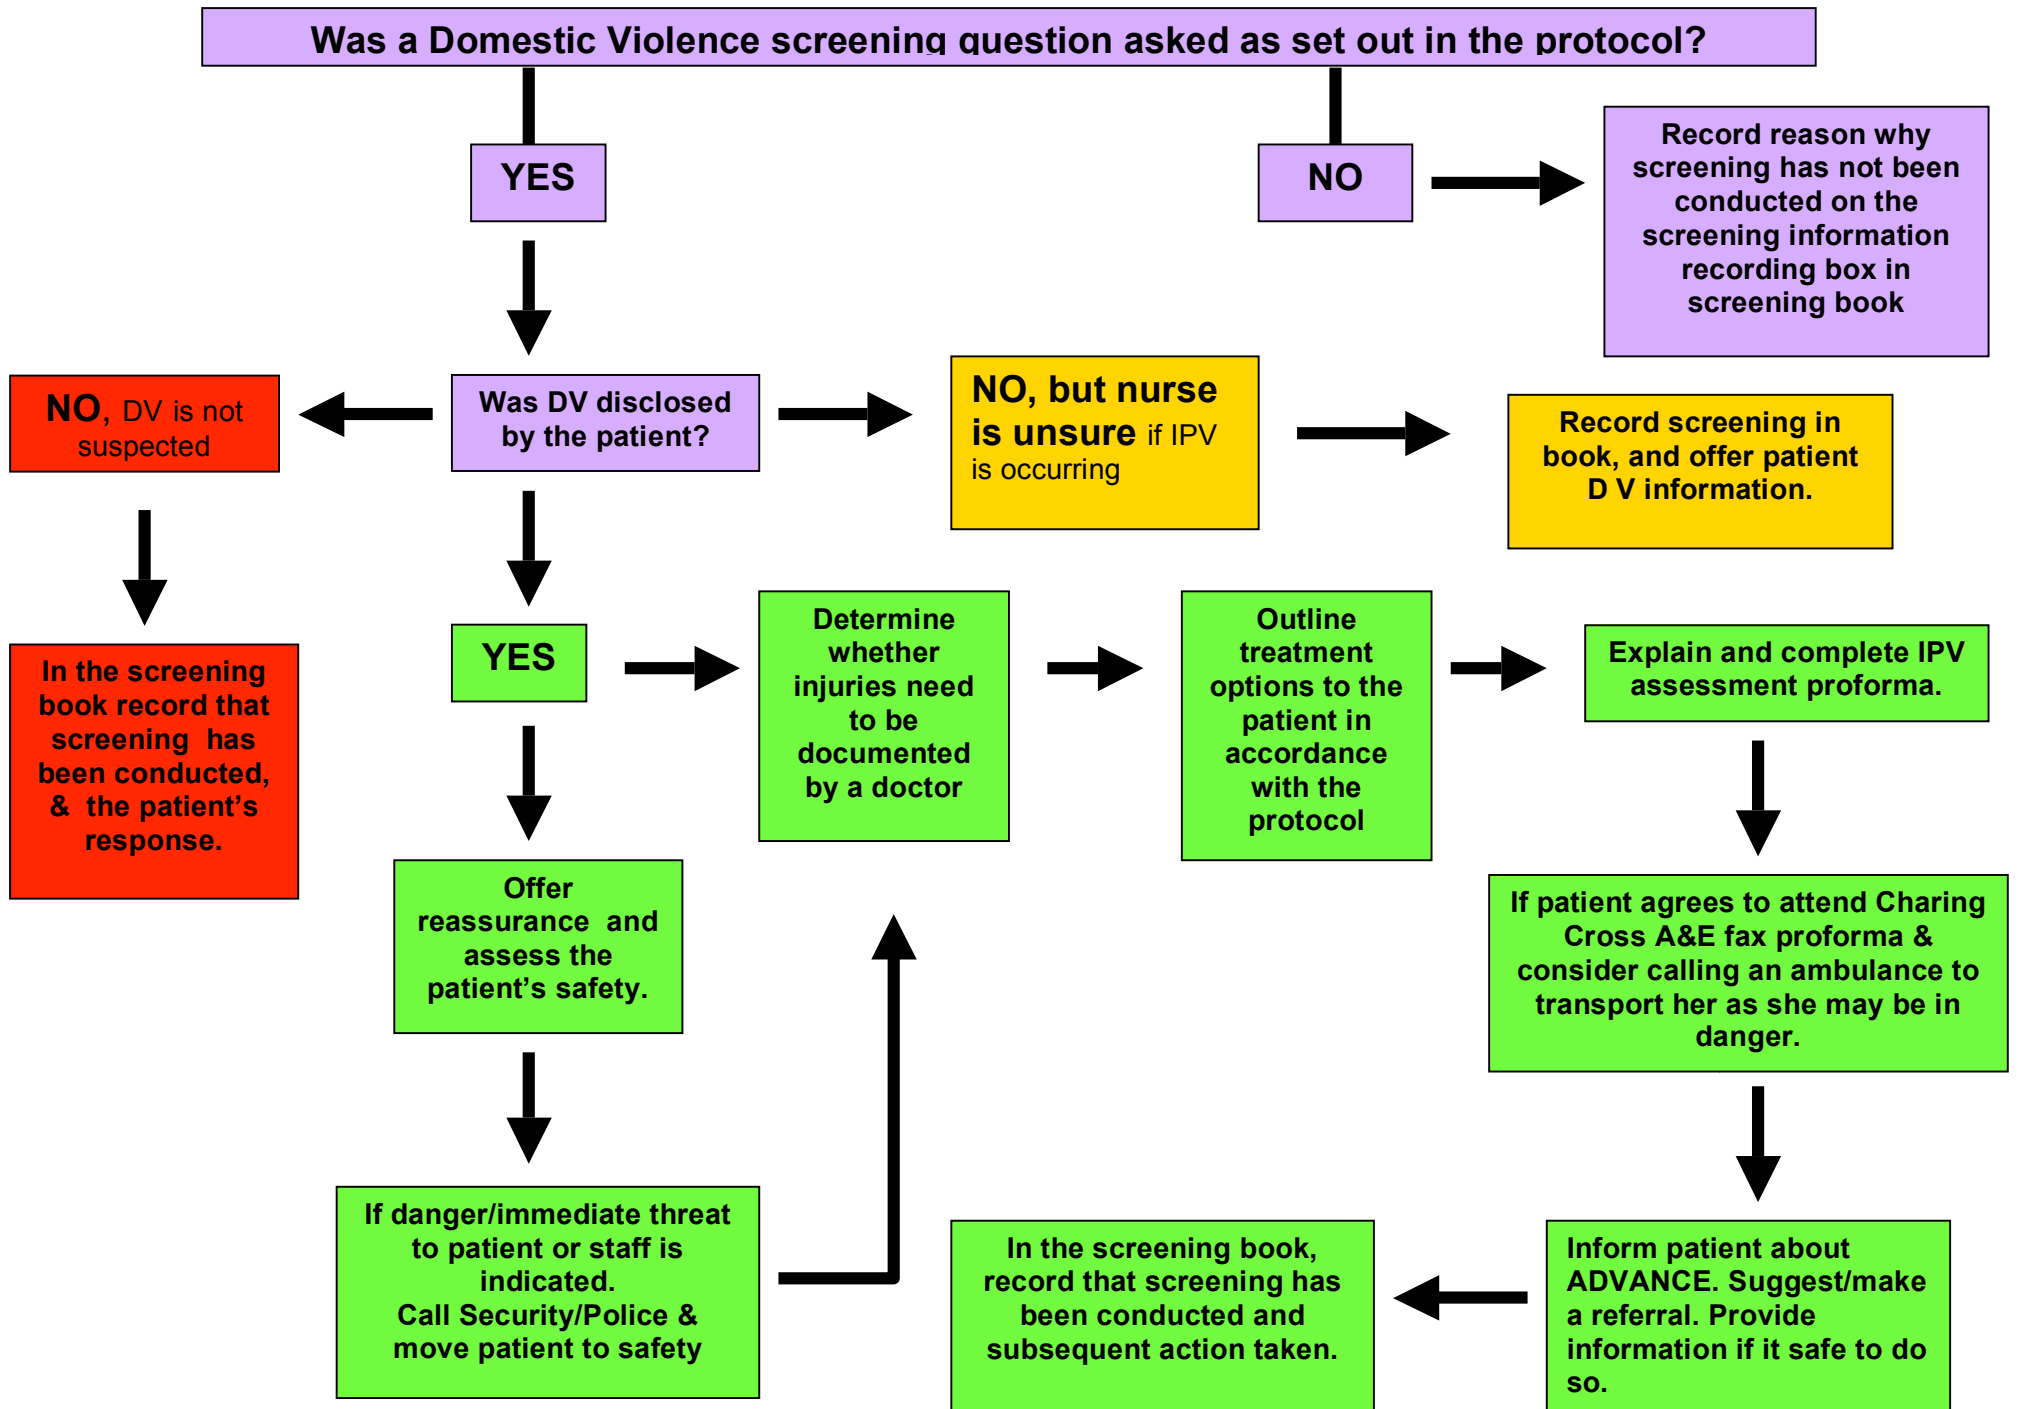 Was a Domestic Violence screening question asked as set out in the protocol?
YES
NO
Record reason why
screening has not been
conducted on the
screening information
recording box in
screening book
NO, DV is not
suspected
Was DV disclosed
by the patient?
NO, but nurse
is unsure if IPV
is occurring
Record screening in
book, and offer patient
D V information.
In the screening
book record that
screening has
been conducted,
& the patient’s
response.
YES
Determine
whether
injuries need
to be
documented
by a doctor
Outline
treatment
options to the
patient in
accordance
with the
protocol
Explain and complete IPV
assessment proforma.
Offer
reassurance and
assess the
patient’s safety.
If patient agrees to attend Charing
Cross A&E fax proforma &
consider calling an ambulance to
transport her as she may be in
danger.
If danger/immediate threat
to patient or staff is
indicated.
Call Security/Police &
move patient to safety
In the screening book,
record that screening has
been conducted and
subsequent action taken.
Inform patient about
ADVANCE. Suggest/make
a referral. Provide
information if it safe to do
so.